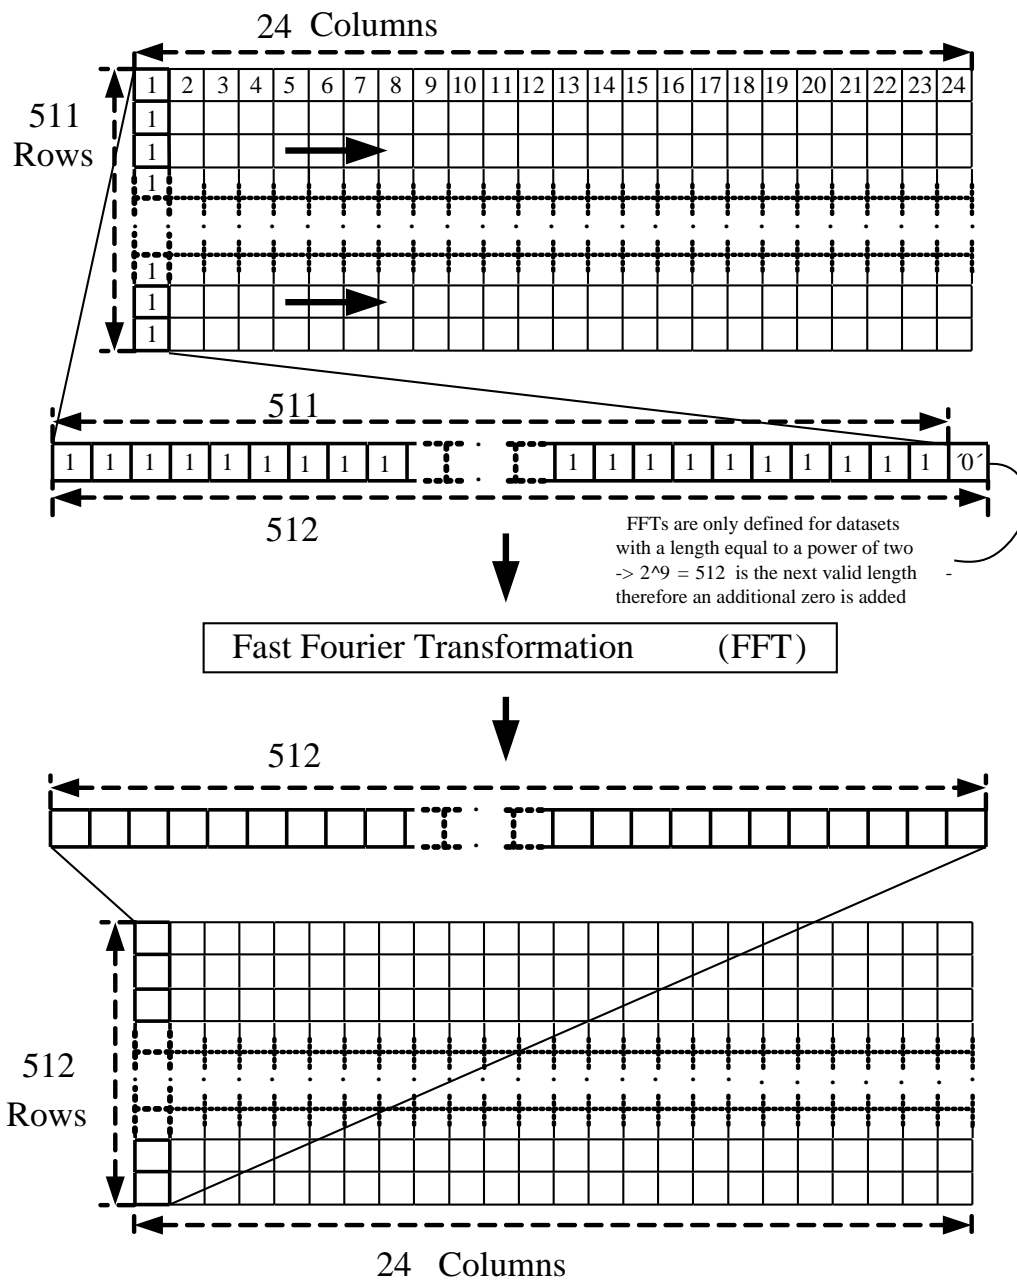 24 Columns
1 2 3 4 5 6 7 8 9 10 11 12 13 14 15 16 17 18 19 20 21 22 23 24
511
Rows
1
1
1
1
1
1
511
1 1 1 1 1 1 1 1 1 1 1 1 1 1 1 1 1 1 1 ´0´
512
FFTs are only defined for datasets
with a length equal to a power of two
-> 2^9 = 512 is the next valid length -
therefore an additional zero is added
Fast Fourier Transformation (FFT)
512
512
Rows
24 Columns